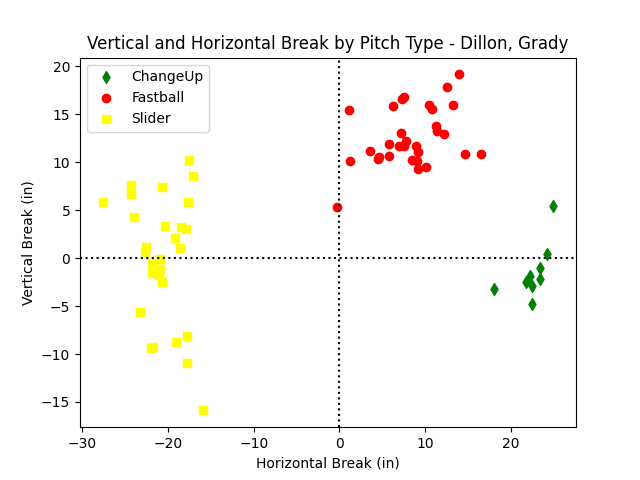 Vertical and Horizontal Break by Pitch Type - Dillon, Grady
ChangeUp
Fastball
Slider
20
15
10
5
0
−5
−10
−15
Vertical Break (in)
−30 −20 −10 0 10 20
Horizontal Break (in)